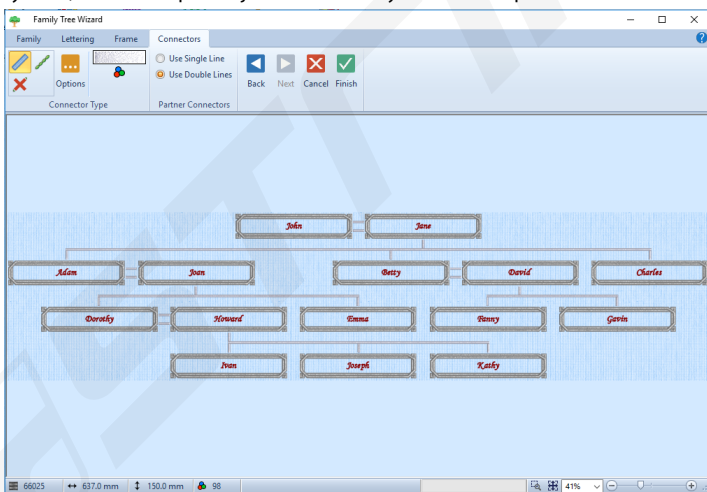 Family Tree Wizard
Family Lettering Frame Connectors
Use Single Line
Use Double Lines
Options
Back Next Cancel Finish
Connector Type Partner Connectors
John Jane
Adam Joan Betty David Charles
Dorothy Howard Emma Fanny Gavin
Ivan Joseph Kathy
66025 637.0 mm 150.0 mm 98 41%